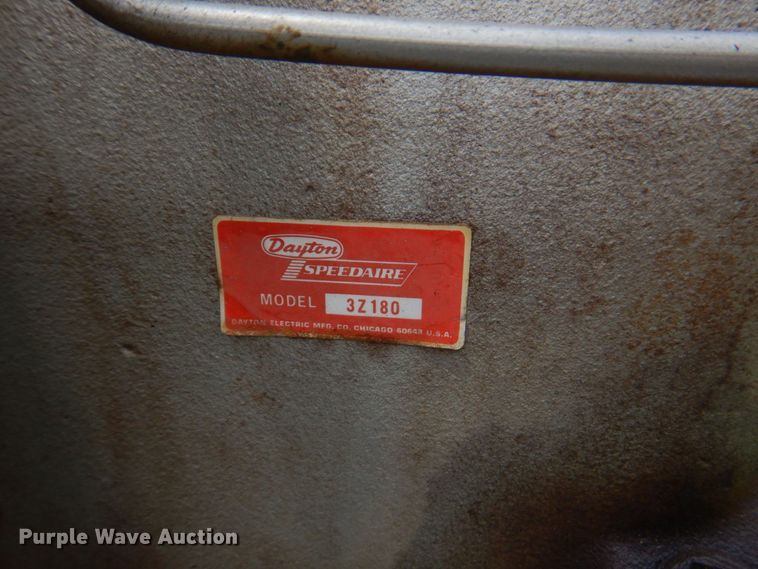 Dayton
SPEEDAIRE
MODEL 3Z180
DAYTON ELECTRIC MFG. CO. CHICAGO 60648 U.S.A.
Purple Wave Auction®